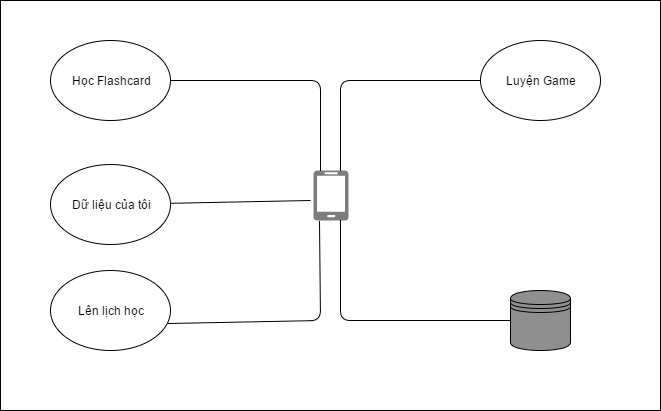 Học Flashcard
Luyện Game
Dữ liệu của tôi
Lên lịch học